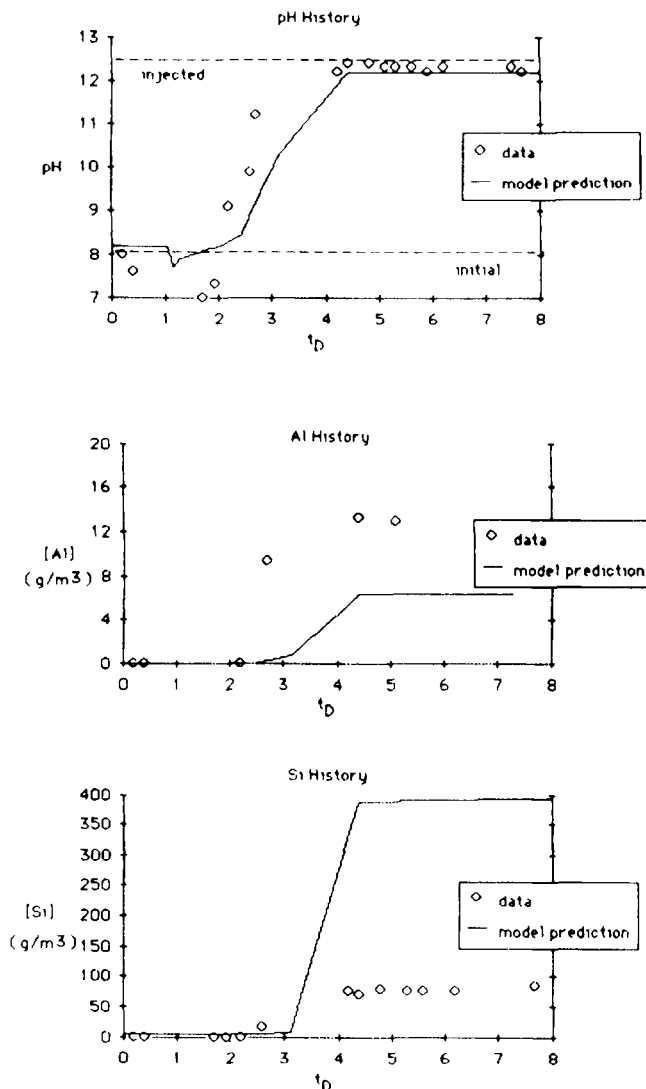 pH History
13
12
11
10
9
8
7
pH
injected
initial
data
model prediction
0 1 2 3 4 5 6 7 8
tD
Al History
20
16
12
8
4
0
[Al]
(g/m3)
data
model prediction
0 1 2 3 4 5 6 7 8
tD
Si History
400
350
300
250
200
150
100
50
0
[Si]
(g/m3)
data
model prediction
0 1 2 3 4 5 6 7 8
tD